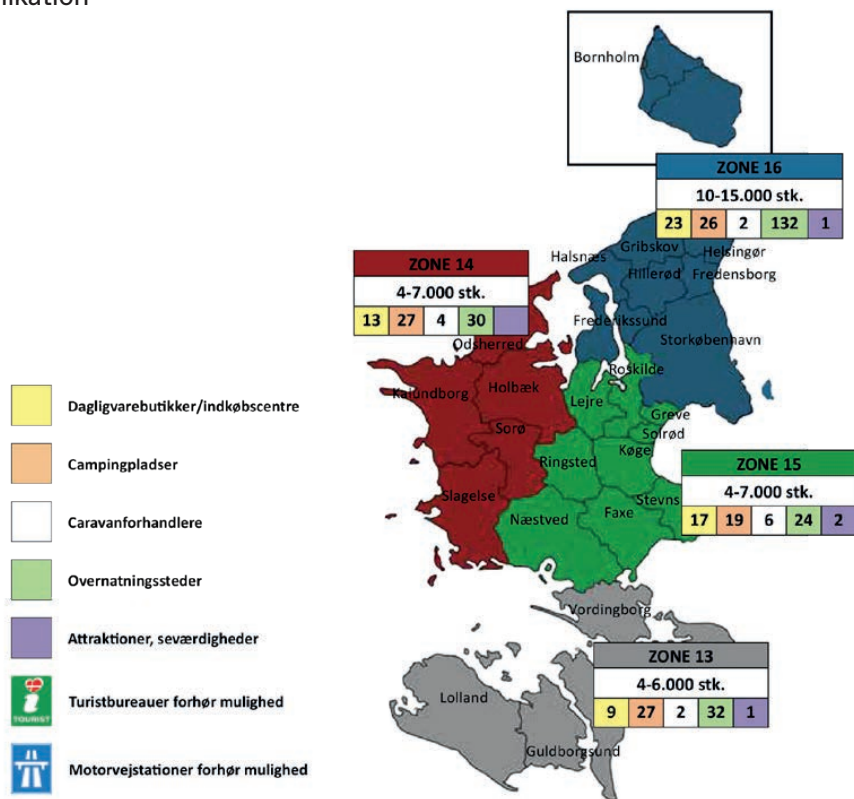 Bornholm
ZONE 16
10-15.000 stk.
23 26 2 132 1
Halsnæs
Gribskov
Helsingør
Hillerød
Fredensborg
Frederikssund
Storkøbenhavn
ZONE 14
4-7.000 stk.
13 27 4 30
Odsherred
Kalundborg
Holbæk
Sorø
Slagelse
Roskilde
Lejre
Greve
Solrød
Køge
Ringsted
Stevns
Faxe
Næstved
ZONE 15
4-7.000 stk.
17 19 6 24 2
Vordingborg
ZONE 13
4-6.000 stk.
9 27 2 32 1
Lolland
Guldborgsund
Dagligvarebutikker/indkøbscentre
Campingpladser
Caravanforhandlere
Overnatningssteder
Attraktioner, seværdigheder
TOURIST
Turistbureauer forhør mulighed
Motorvejstationer forhør mulighed